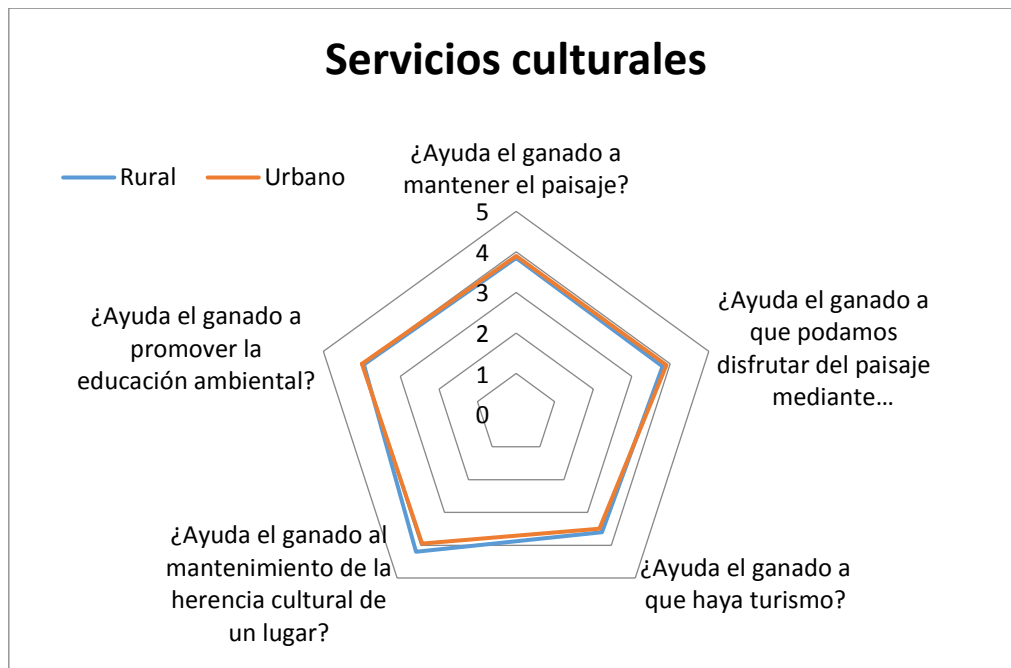 Servicios culturales
Rural
Urbano
¿Ayuda el ganado a
mantener el paisaje?
5
4
3
2
1
0
¿Ayuda el ganado a
que podamos
disfrutar del paisaje
mediante…
¿Ayuda el ganado a
que haya turismo?
¿Ayuda el ganado al
mantenimiento de la
herencia cultural de
un lugar?
¿Ayuda el ganado a
promover la
educación ambiental?